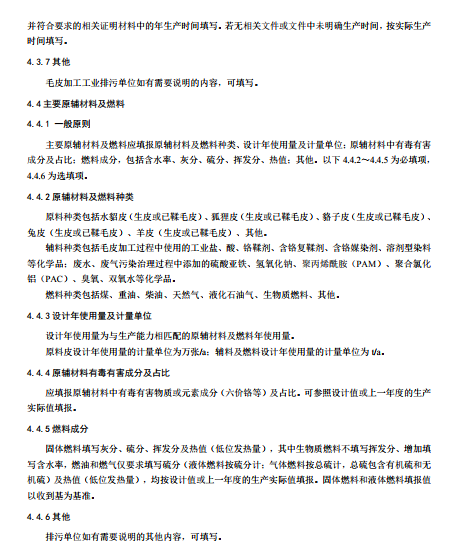 并符合要求的相关证明材料中的年生产时间填写。若无相关文件或文件中未明确生产时间，按实际生产
时间填写。
4.3.7 其他
毛皮加工工业排污单位如有需要说明的内容，可填写。
4.4 主要原辅材料及燃料
4.4.1 一般原则
主要原辅材料及燃料应填报原辅材料及燃料种类、设计年使用量及计量单位；原辅材料中有毒有害
成分及占比；燃料成分，包括含水率、灰分、硫分、挥发分、热值；其他。以下 4.4.2～4.4.5 为必填项，
4.4.6 为选填项。
4.4.2 原辅材料及燃料种类
原料种类包括水貂皮（生皮或已鞣毛皮）、狐狸皮（生皮或已鞣毛皮）、貉子皮（生皮或已鞣毛皮）、
兔皮（生皮或已鞣毛皮）、羊皮（生皮或已鞣毛皮）、其他。
辅料种类包括毛皮加工过程中使用的工业盐、酸、铬鞣剂、含铬复鞣剂、含铬媒染剂、溶剂型染料
等化学品；废水、废气污染治理过程中添加的硫酸亚铁、氢氧化钠、聚丙烯酰胺（PAM）、聚合氯化
铝（PAC）、臭氧、双氧水等化学品。
燃料种类包括煤、重油、柴油、天然气、液化石油气、生物质燃料、其他。
4.4.3 设计年使用量及计量单位
设计年使用量为与生产能力相匹配的原辅材料及燃料年使用量。
原料皮设计年使用量的计量单位为万张/a；辅料及燃料设计年使用量的计量单位为 t/a。
4.4.4 原辅材料有毒有害成分及占比
应填报原辅材料中有毒有害物质或元素成分（六价铬等）及占比。可参照设计值或上一年度的生产
实际值填报。
4.4.5 燃料成分
固体燃料填写灰分、硫分、挥发分及热值（低位发热量），其中生物质燃料不填写挥发分、增加填
写含水率，燃油和燃气仅要求填写硫分（液体燃料按硫分计；气体燃料按总硫计，总硫包含有机硫和无
机硫）及热值（低位发热量），均按设计值或上一年度的生产实际值填报。固体燃料和液体燃料填报值
以收到基为基准。
4.4.6 其他
排污单位如有需要说明的其他内容，可填写。